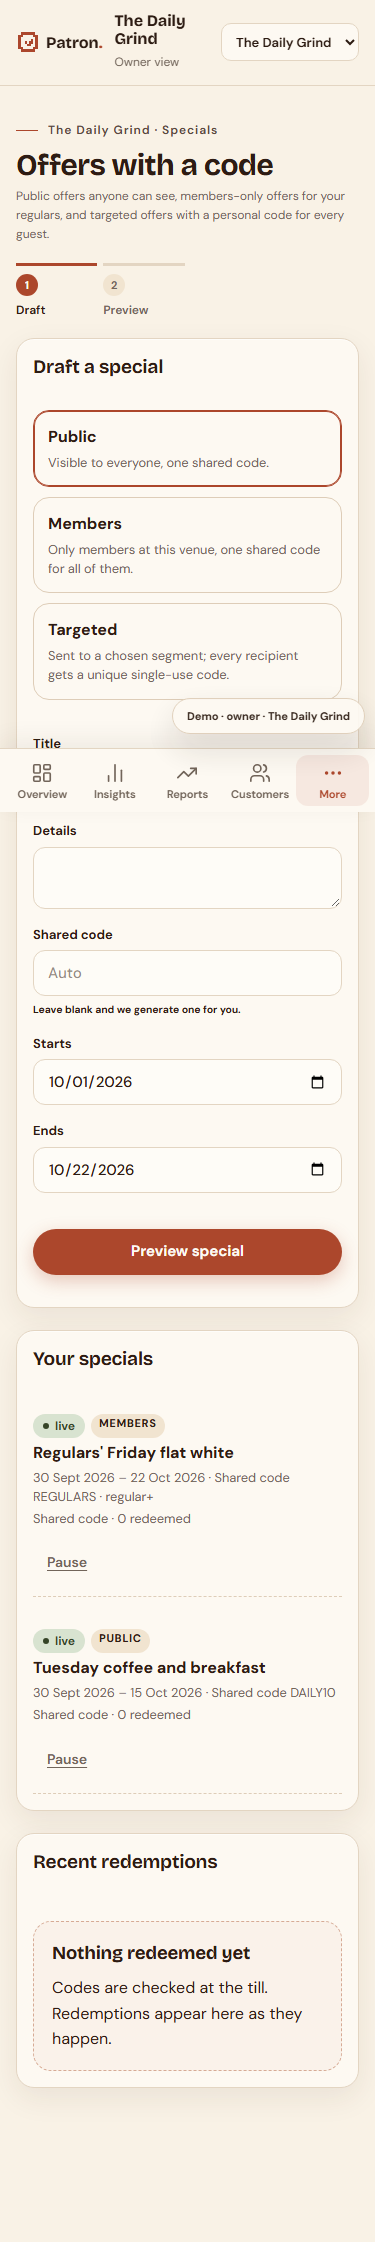 Patron.
The Daily
Grind
Owner view
The Daily Grind
The Daily Grind · Specials
Offers with a code
Public offers anyone can see, members-only offers for your
regulars, and targeted offers with a personal code for every
guest.
1
Draft
2
Preview
Draft a special
Public
Visible to everyone, one shared code.
Members
Only members at this venue, one shared code
for all of them.
Targeted
Sent to a chosen segment; every recipient
gets a unique single-use code.
Demo · owner · The Daily Grind
Title
Overview
Insights
Reports
Customers
More
Details
Shared code
Auto
Leave blank and we generate one for you.
Starts
10/01/2026
Ends
10/22/2026
Preview special
Your specials
live
MEMBERS
Regulars' Friday flat white
30 Sept 2026 – 22 Oct 2026 · Shared code
REGULARS · regular+
Shared code · 0 redeemed
Pause
live
PUBLIC
Tuesday coffee and breakfast
30 Sept 2026 – 15 Oct 2026 · Shared code DAILY10
Shared code · 0 redeemed
Pause
Recent redemptions
Nothing redeemed yet
Codes are checked at the till.
Redemptions appear here as they
happen.